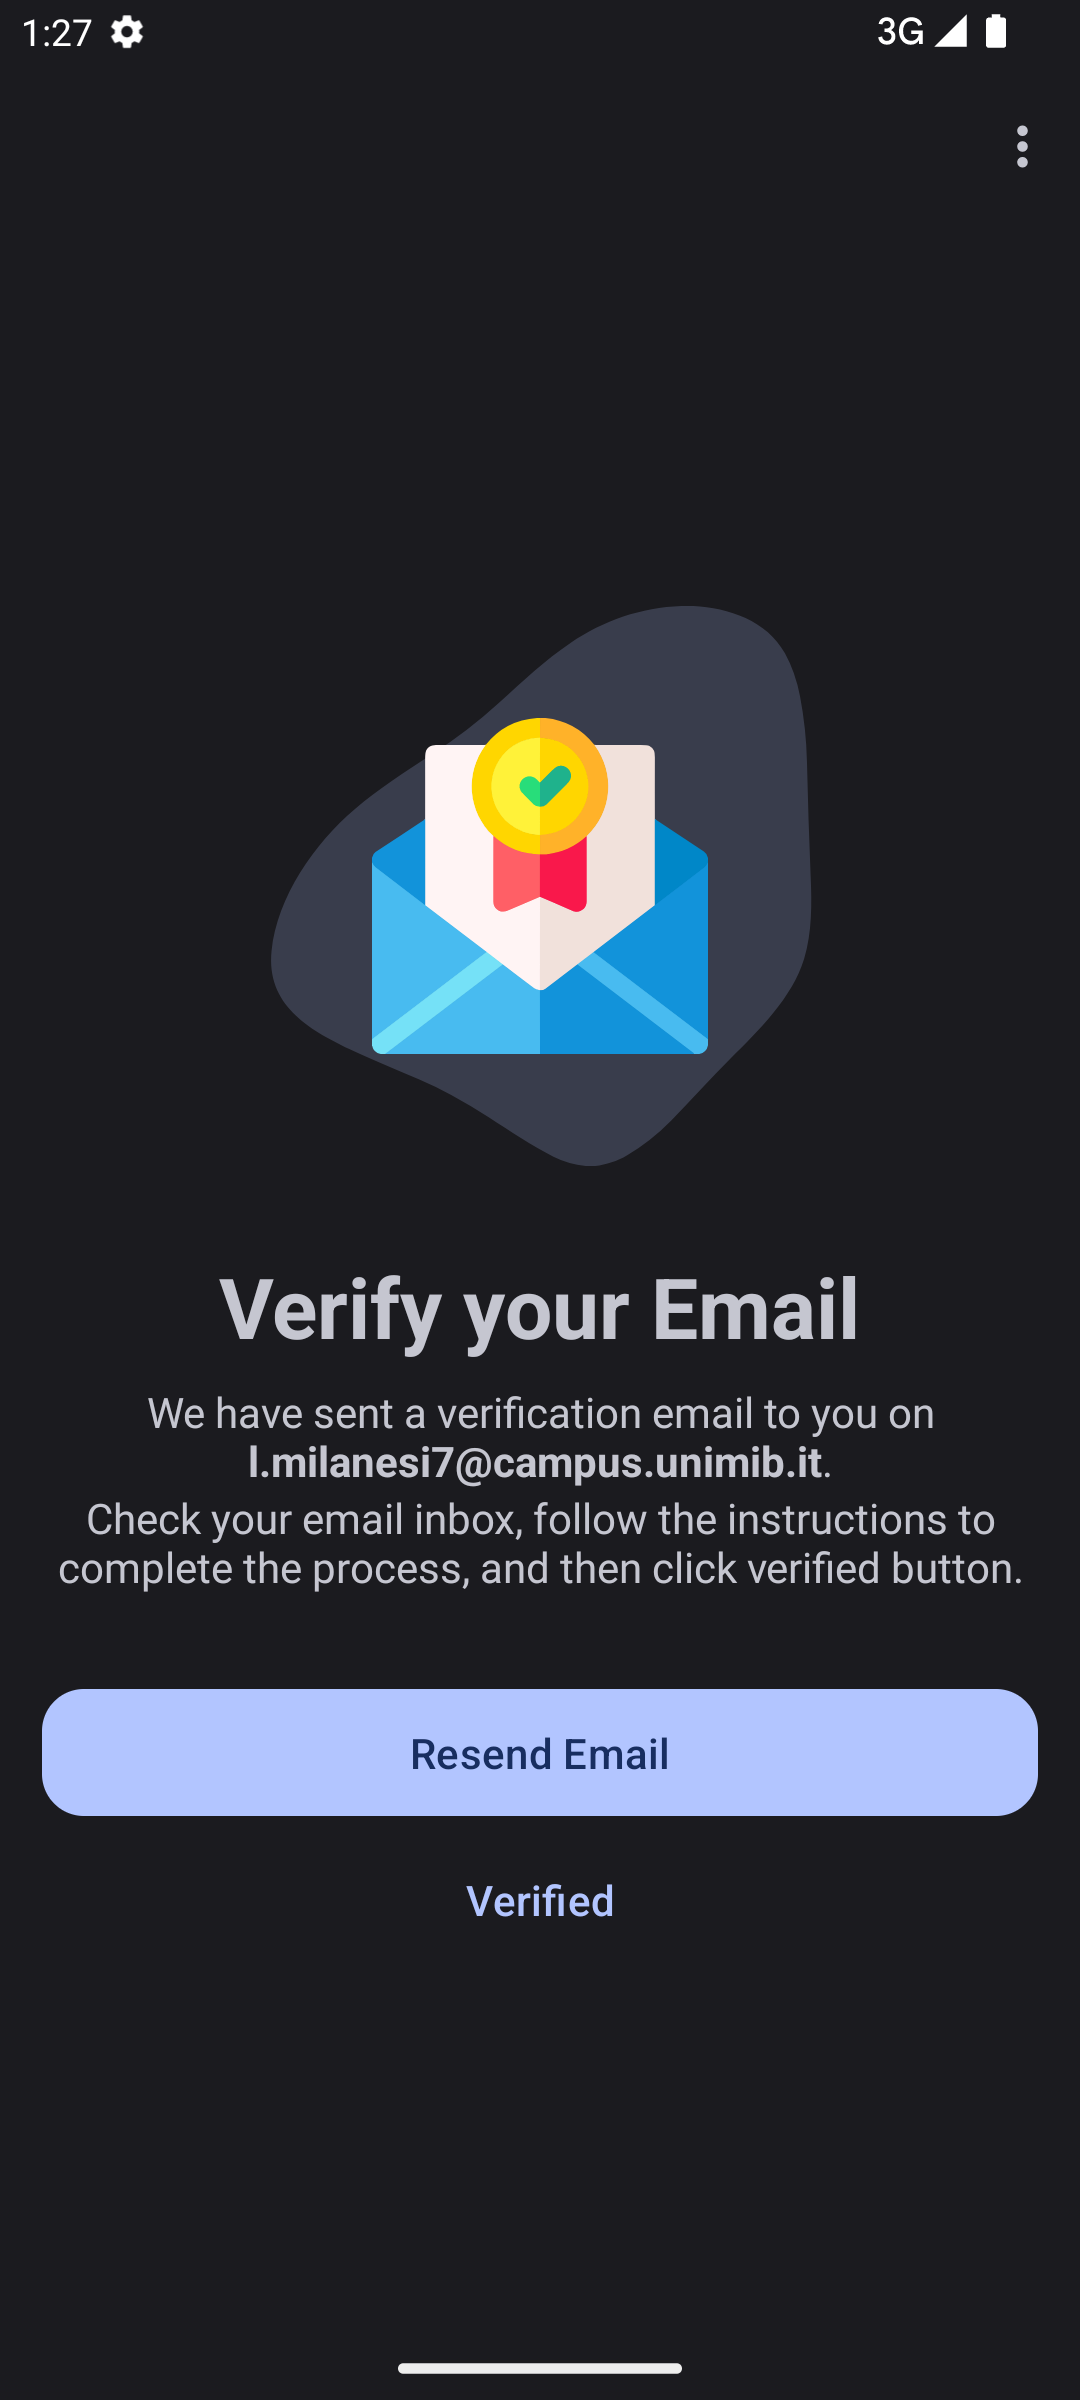 1:27
3G
Verify your Email
We have sent a verification email to you on
l.milanesi7@campus.unimib.it.
Check your email inbox, follow the instructions to
complete the process, and then click verified button.
Resend Email
Verified